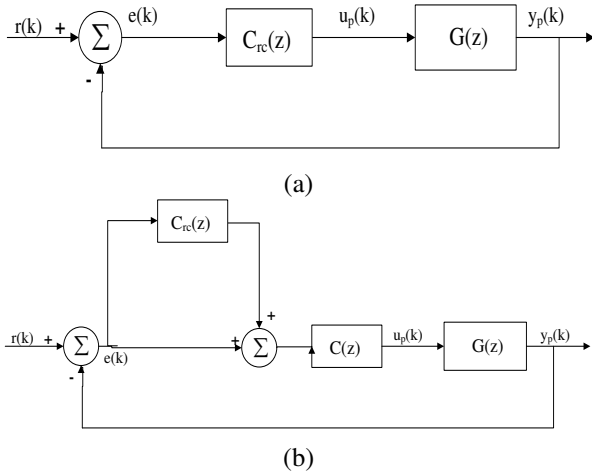 r(k) + Σ e(k) C_rc(z) u_p(k) G(z) y_p(k)
-
(a)
C_rc(z)
+
r(k) + Σ e(k) + Σ C(z) u_p(k) G(z) y_p(k)
-
(b)